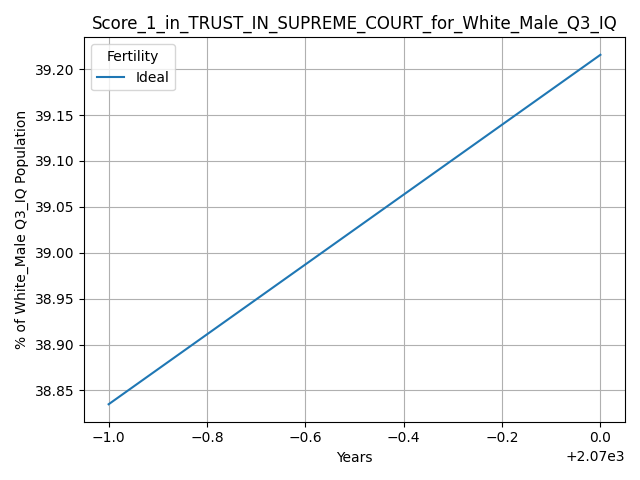 Score_1_in_TRUST_IN_SUPREME_COURT_for_White_Male_Q3_IQ
Fertility
Ideal
% of White_Male Q3_IQ Population
39.20
39.15
39.10
39.05
39.00
38.95
38.90
38.85
−1.0 −0.8 −0.6 −0.4 −0.2 0.0
Years
+2.07e3